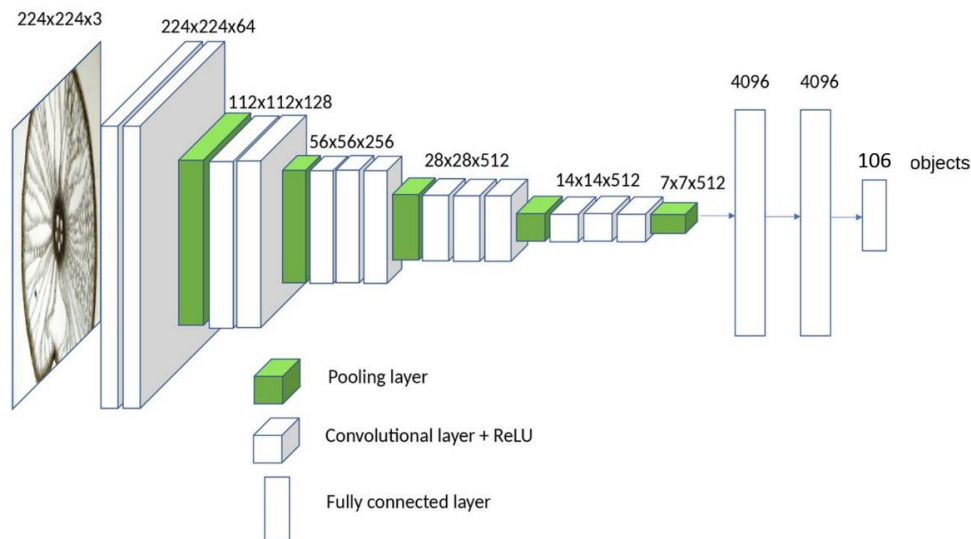 224x224x3
224x224x64
112x112x128
56x56x256
28x28x512
14x14x512
7x7x512
4096
4096
106 objects
Pooling layer
Convolutional layer + ReLU
Fully connected layer